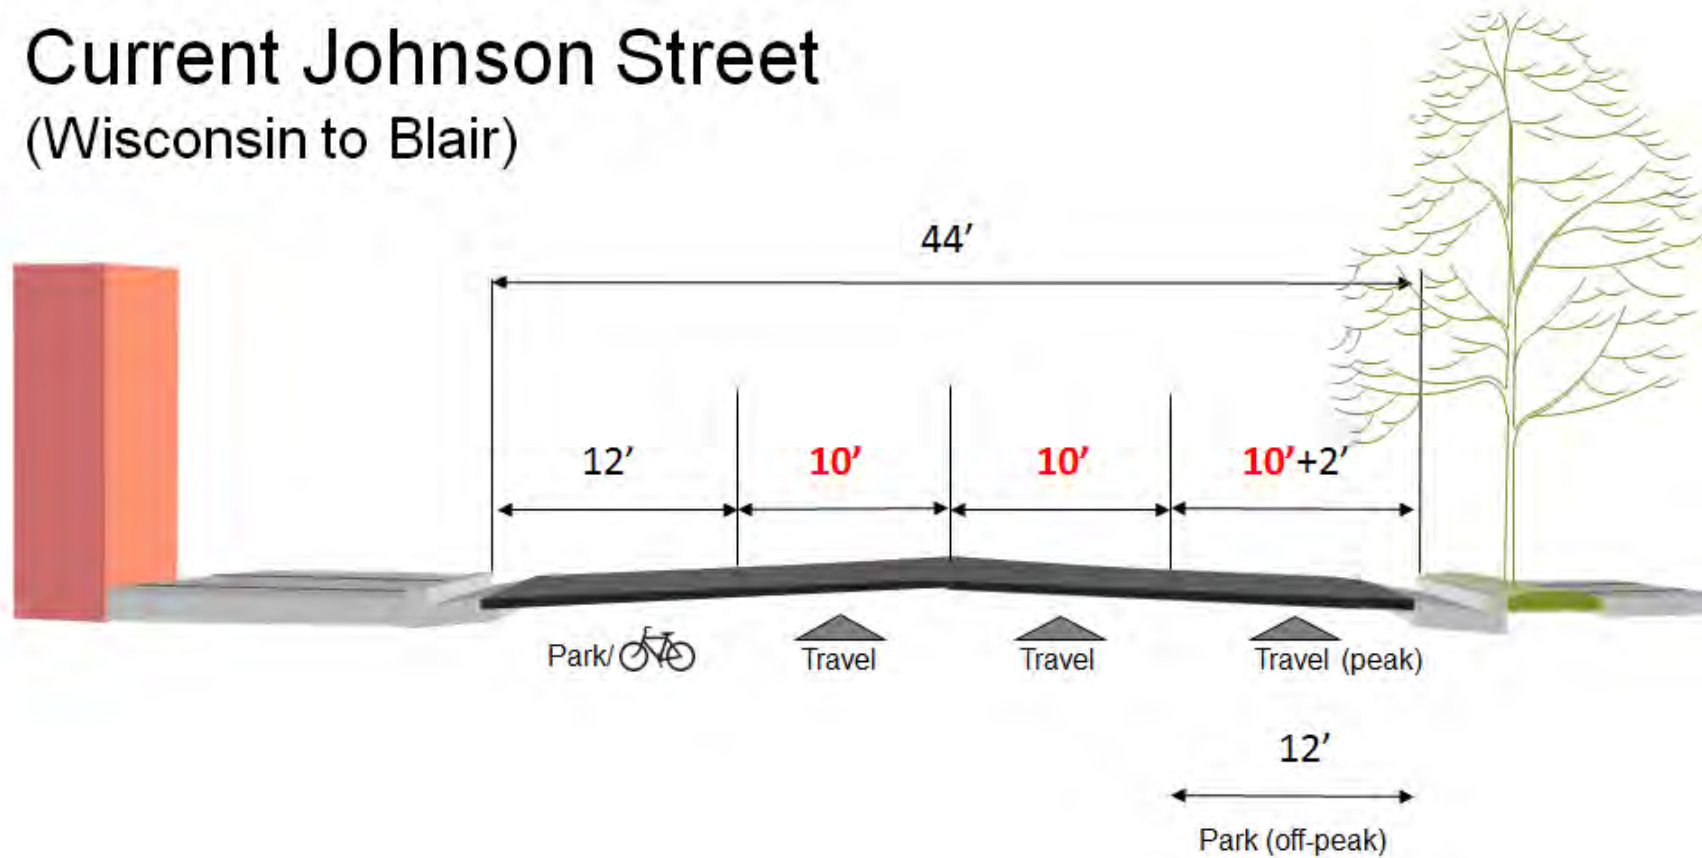 Current Johnson Street
(Wisconsin to Blair)
44’
12’
10’
10’
10’+2’
Park/
Travel
Travel
Travel (peak)
12’
Park (off-peak)